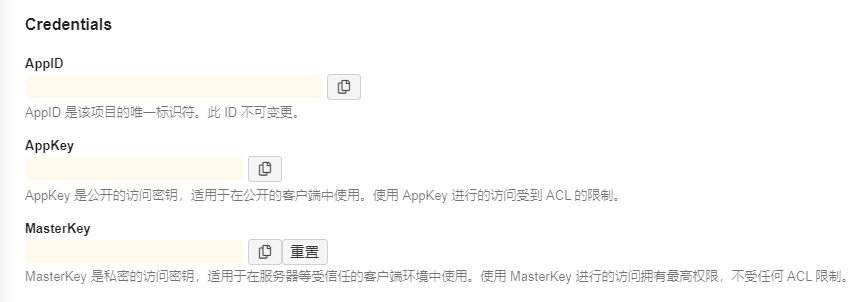 Credentials
AppID
AppID 是该项目的唯一标识符。此 ID 不可变更。
AppKey
AppKey 是公开的访问密钥，适用于在公开的客户端中使用。使用 AppKey 进行的访问受到 ACL 的限制。
MasterKey
重置
MasterKey 是私密的访问密钥，适用于在服务器等受信任的客户端环境中使用。使用 MasterKey 进行的访问拥有最高权限，不受任何 ACL 限制。